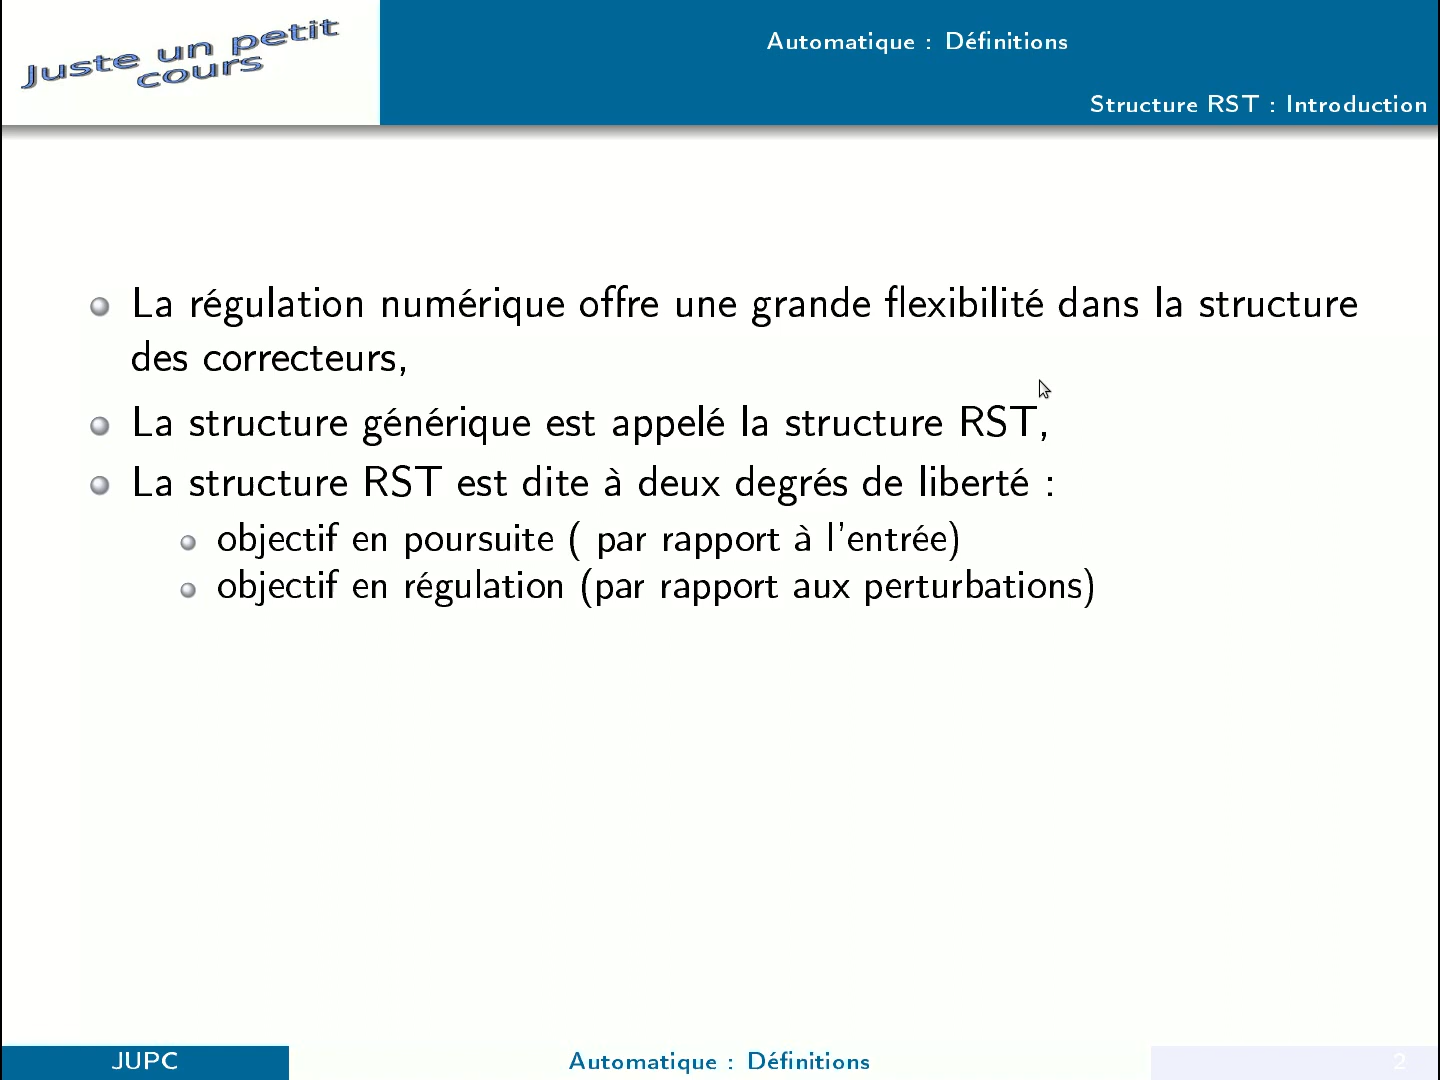 Juste un petit
cours
Automatique : Définitions
Structure RST : Introduction
La régulation numérique offre une grande flexibilité dans la structure
des correcteurs,
La structure générique est appelé la structure RST,
La structure RST est dite à deux degrés de liberté :
objectif en poursuite ( par rapport à l'entrée)
objectif en régulation (par rapport aux perturbations)
JUPC
Automatique : Définitions
2